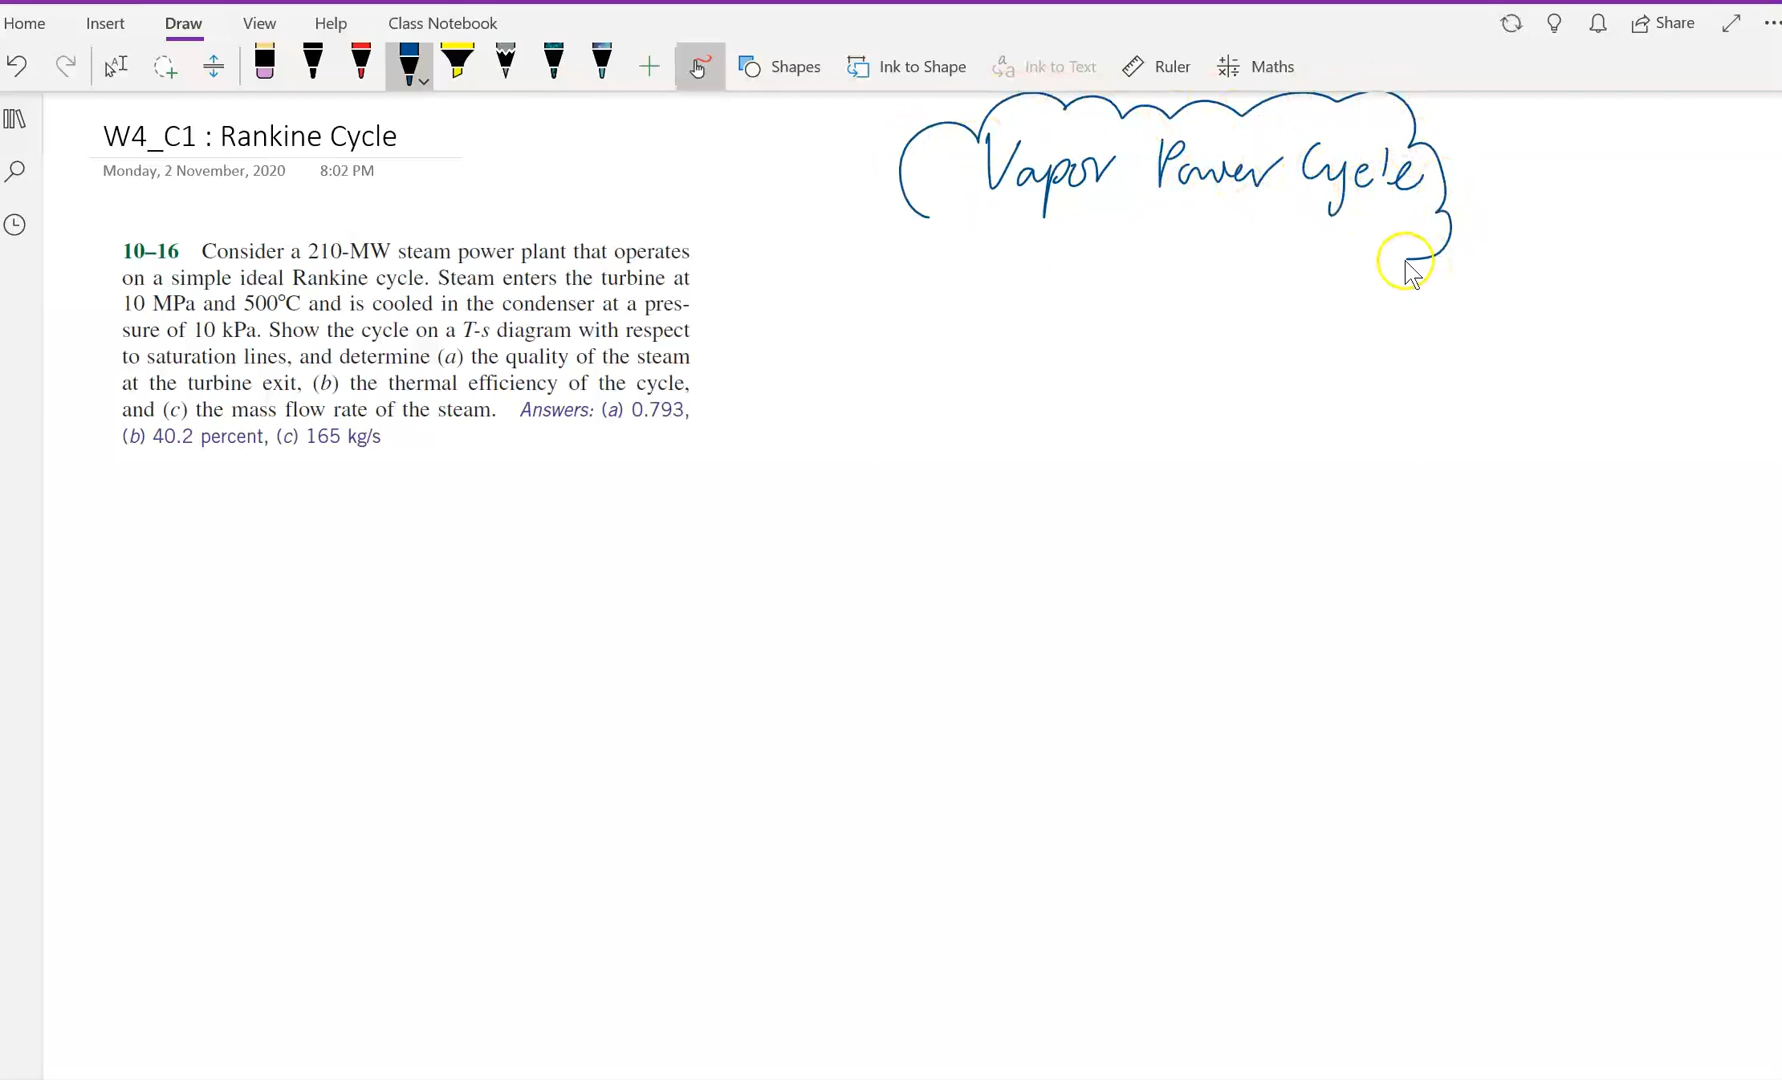 Home Insert Draw View Help Class Notebook Share
Shapes Ink to Shape Ink to Text Ruler Maths
W4_C1 : Rankine Cycle
Monday, 2 November, 2020 8:02 PM
Vapor Power Cycle
10–16 Consider a 210-MW steam power plant that operates
on a simple ideal Rankine cycle. Steam enters the turbine at
10 MPa and 500°C and is cooled in the condenser at a pres-
sure of 10 kPa. Show the cycle on a T-s diagram with respect
to saturation lines, and determine (a) the quality of the steam
at the turbine exit, (b) the thermal efficiency of the cycle,
and (c) the mass flow rate of the steam. Answers: (a) 0.793,
(b) 40.2 percent, (c) 165 kg/s